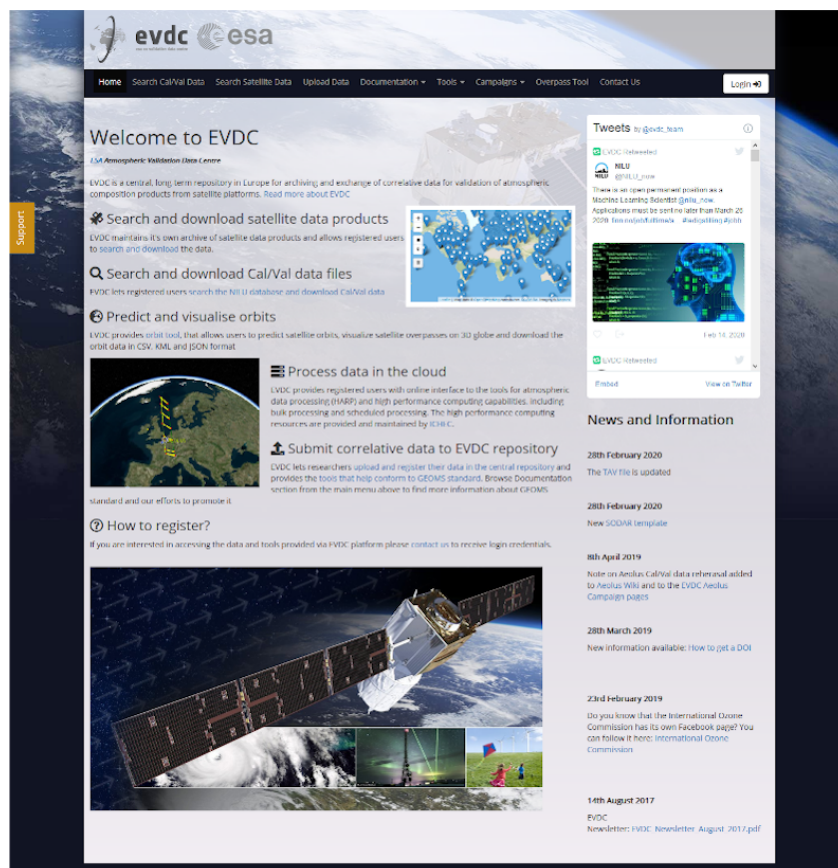 evdc esa
Home Search Cal/Val Data Search Satellite Data Upload Data Documentation Tools Campaigns Overpass Tool Contact Us Login
Welcome to EVDC
ESA Atmospheric Validation Data Centre
EVDC is a central, long term repository in Europe for archiving and exchange of correlative data for validation of atmospheric
composition products from satellite platforms. Read more about EVDC
Support
Search and download satellite data products
EVDC maintains it's own archive of satellite data products and allows registered users
to search and download the data.
Search and download Cal/Val data files
EVDC lets registered users search the NILU database and download Cal/Val data
Predict and visualise orbits
EVDC provides orbit tool, that allows users to predict satellite orbits, visualize satellite overpasses on 3D globe and download the
orbit data in CSV, KML and JSON format
Process data in the cloud
EVDC provides registered users with online interface to the tools for atmospheric
data processing (HARP) and high performance computing capabilities, including
bulk processing and scheduled processing. The high performance computing
resources are provided and maintained by
Submit correlative data to EVDC repository
EVDC lets researchers upload and register their data in the central repository and
provides the tools that help conform to GEOMS standard. Browse Documentation
section from the main menu above to find more information about GEOMS
standard and our efforts to promote it
How to register?
If you are interested in accessing the data and tools provided via EVDC platform please contact us to receive login credentials.
Tweets by @evdc_team
EVDC Retweeted
NILU
@NILU_now
There is an open permanent position as a
Machine Learning Scientist @nilu_now.
Applications must be sent no later than March 26
2020. #ledigstilling #jobb
Feb 14, 2020
EVDC Retweeted
Embed View on Twitter
News and Information
28th February 2020
The TAV file is updated
28th February 2020
New SODAR template
8th April 2019
Note on Aeolus Cal/Val data reherasal added
to Aeolus Wiki and to the EVDC Aeolus
Campaign pages
28th March 2019
New information available: How to get a DOI
23rd February 2019
Do you know that the International Ozone
Commission has its own Facebook page? You
can follow it here: International Ozone
Commission
14th August 2017
EVDC
Newsletter: EVDC_Newsletter_August_2017.pdf